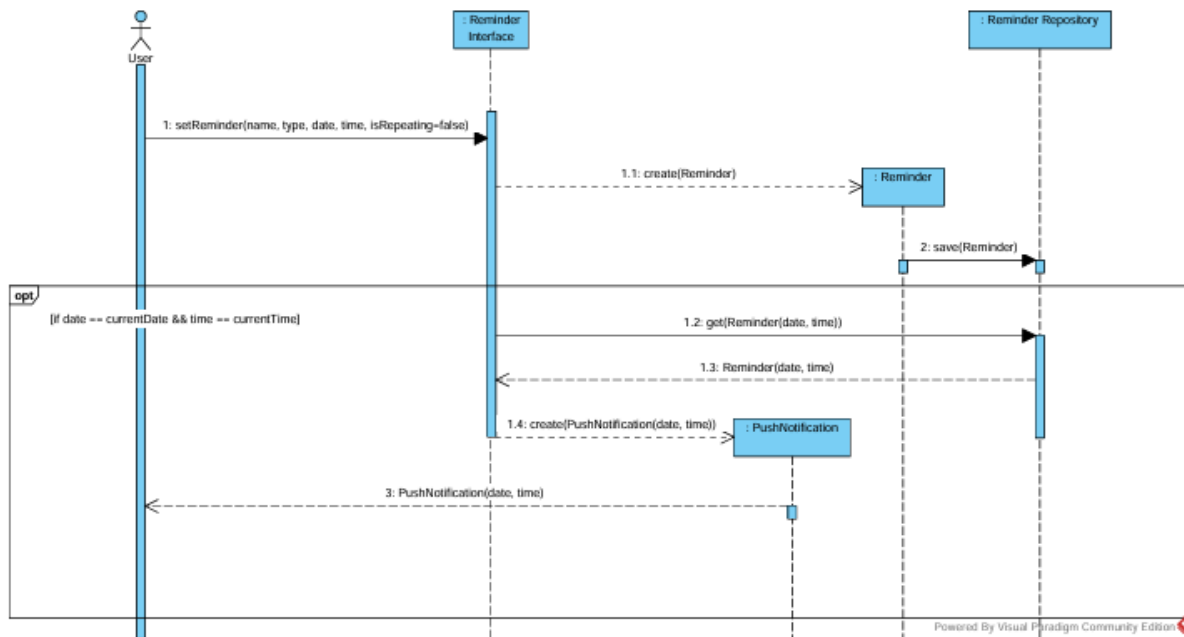 : Reminder
Interface
: Reminder Repository
User
1: setReminder(name, type, date, time, isRepeating=false)
1.1: create(Reminder)
: Reminder
2: save(Reminder)
opt
[if date == currentDate && time == currentTime]
1.2: get(Reminder(date, time))
1.3: Reminder(date, time)
1.4: create(PushNotification(date, time))
: PushNotification
3: PushNotification(date, time)
Powered By Visual Paradigm Community Edition